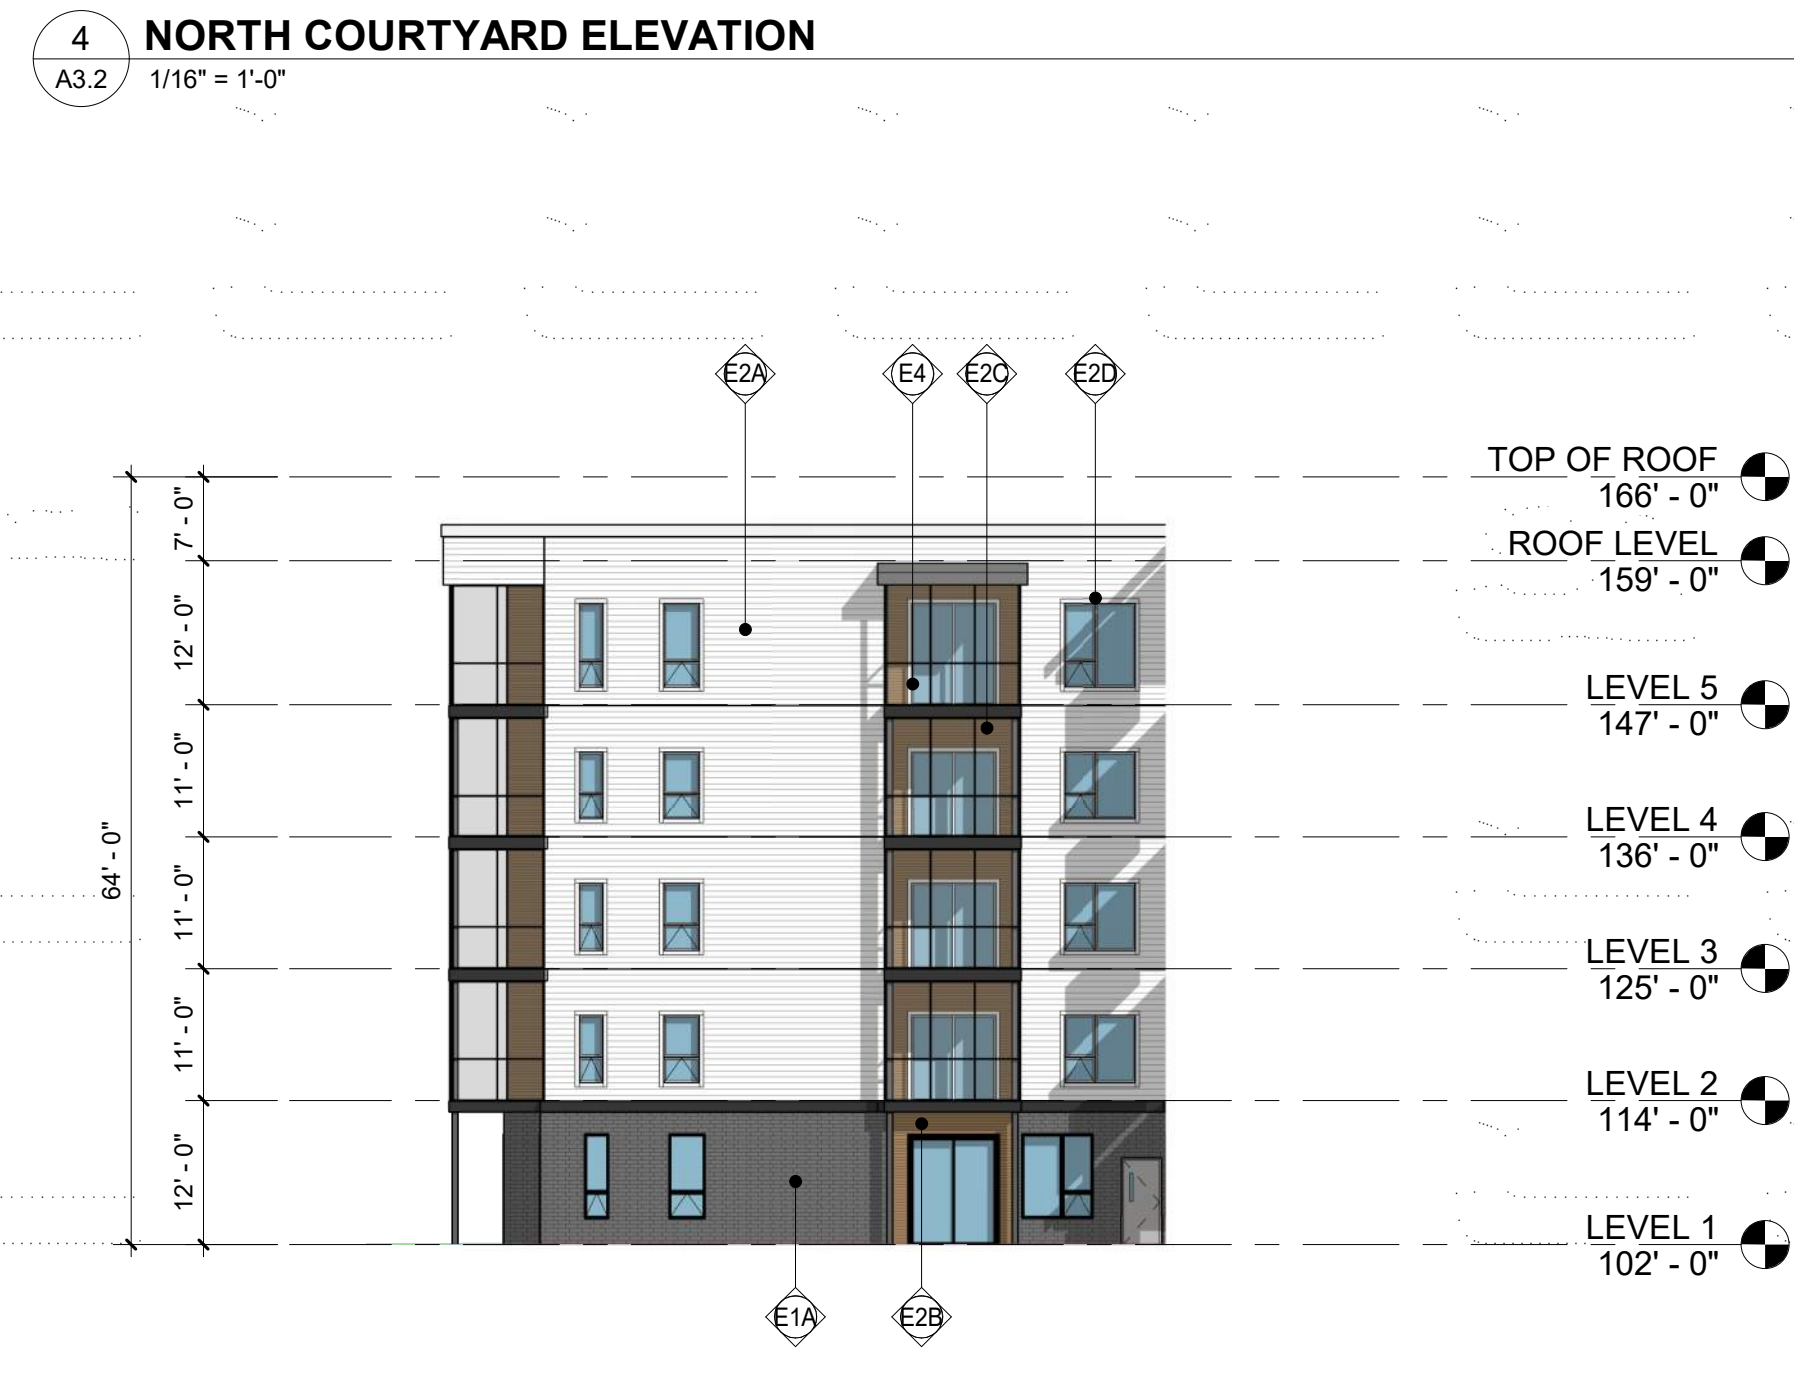 4
NORTH COURTYARD ELEVATION
A3.2
1/16" = 1'-0"
E2A
E4
E2C
E2D
TOP OF ROOF
166' - 0"
7' - 0"
ROOF LEVEL
159' - 0"
12' - 0"
LEVEL 5
147' - 0"
11' - 0"
LEVEL 4
136' - 0"
64' - 0"
11' - 0"
LEVEL 3
125' - 0"
11' - 0"
LEVEL 2
114' - 0"
12' - 0"
LEVEL 1
102' - 0"
E1A
E2B